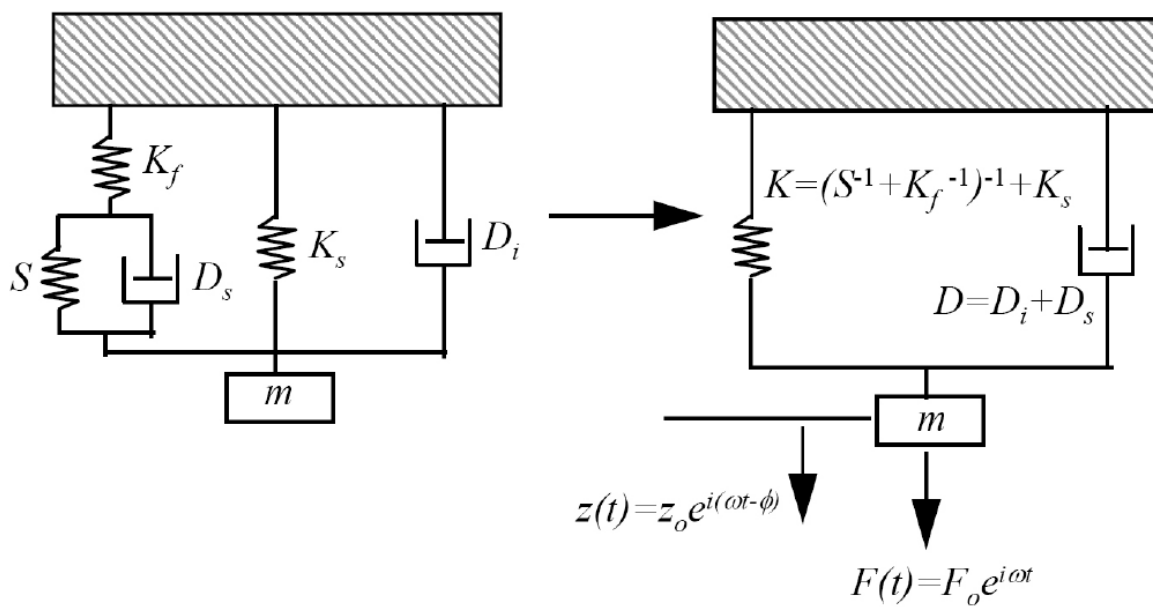 K_f
S
D_s
K_s
D_i
m
K=(S^{-1}+K_f^{-1})^{-1}+K_s
D=D_i+D_s
m
z(t)=z_o e^{i(ωt-ϕ)}
F(t)=F_o e^{iωt}